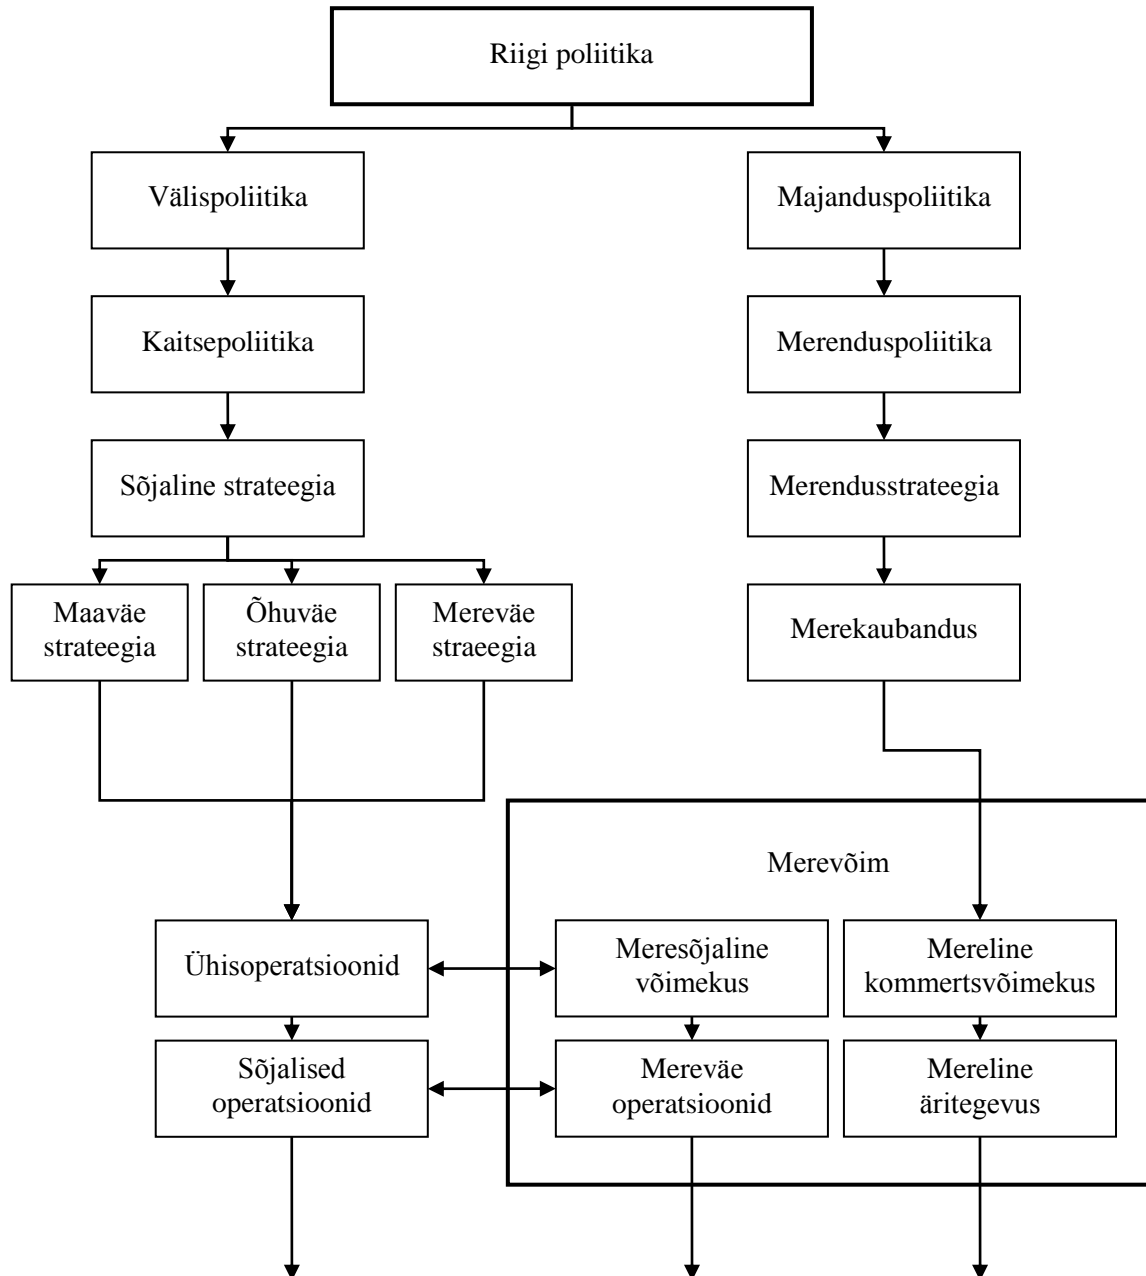 Riigi poliitika
Välispoliitika
Majanduspoliitika
Kaitsepoliitika
Merenduspoliitika
Sõjaline strateegia
Merendusstrateegia
Maaväe
strateegia
Õhuväe
strateegia
Mereväe
straeegia
Merekaubandus
Merevõim
Ühisoperatsioonid
Meresõjaline
võimekus
Mereline
kommertsvõimekus
Sõjalised
operatsioonid
Mereväe
operatsioonid
Mereline
äritegevus